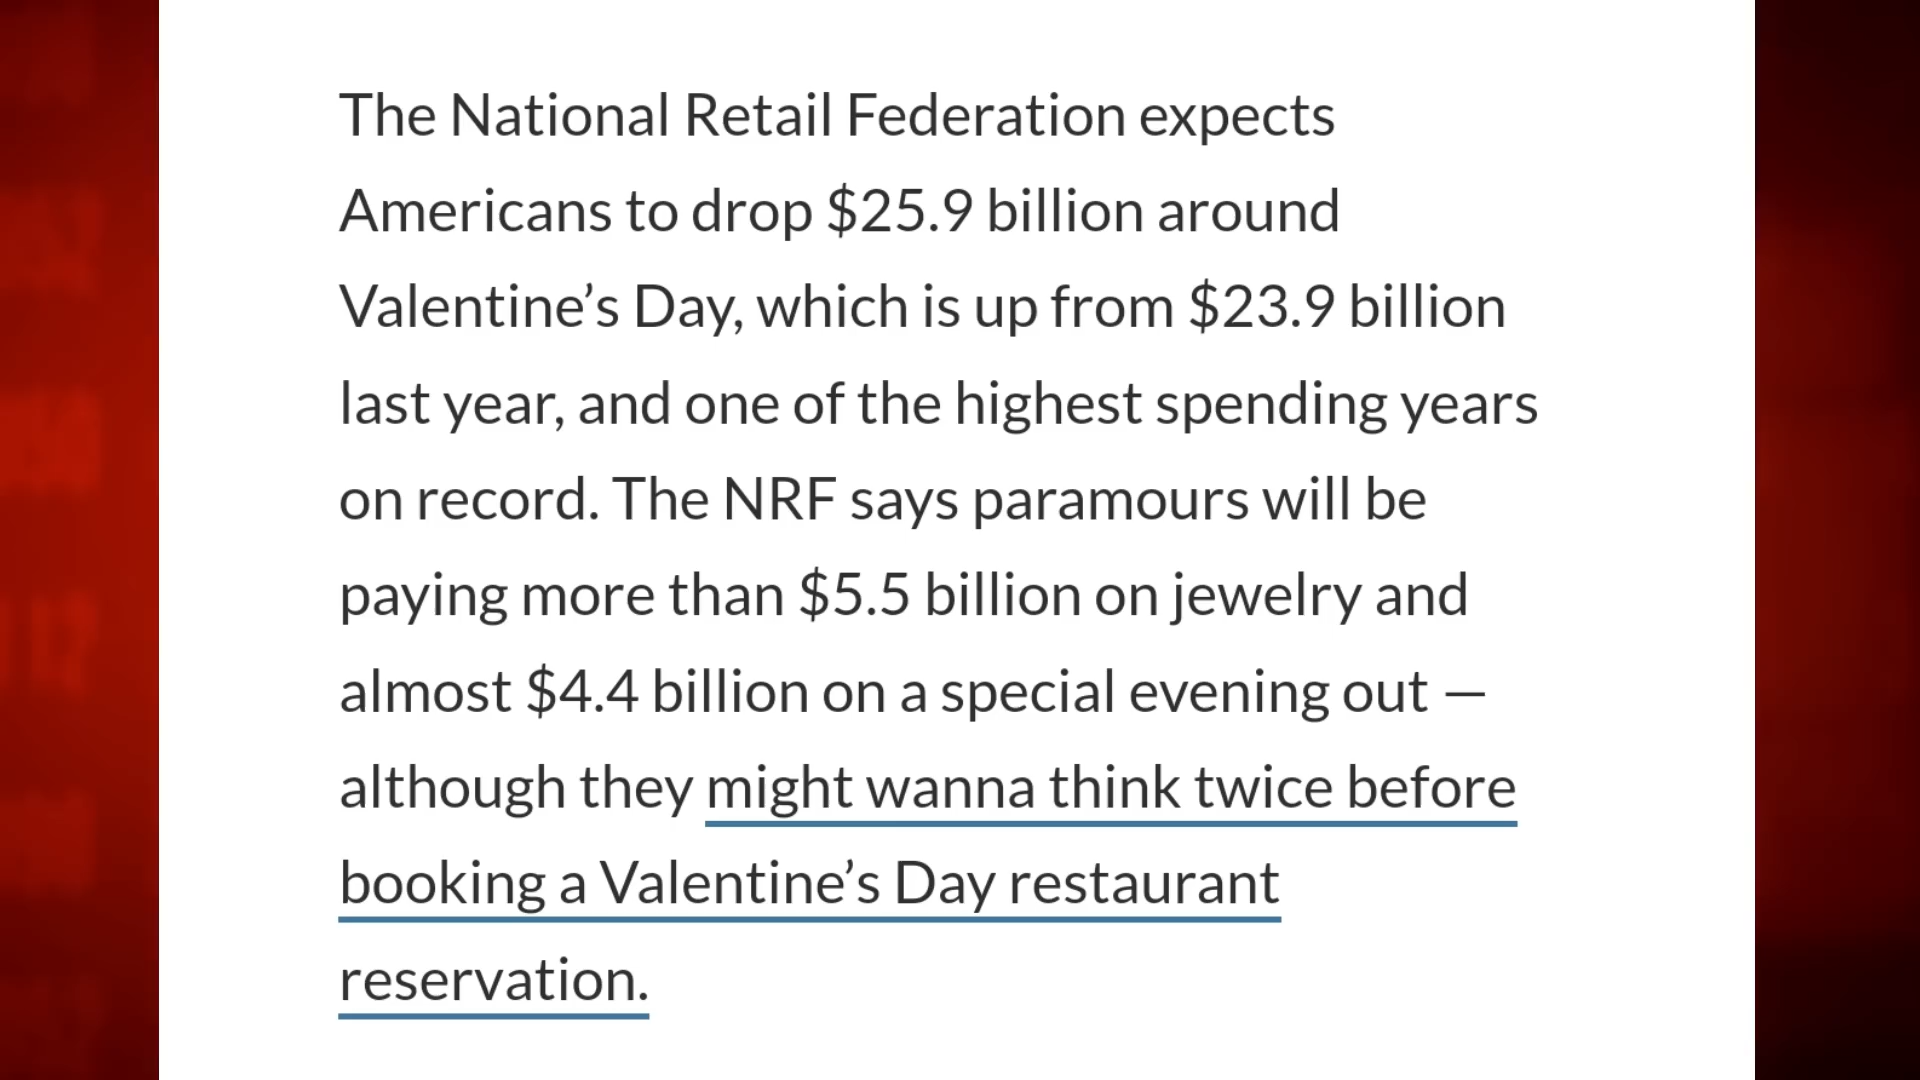 The National Retail Federation expects
Americans to drop $25.9 billion around
Valentine’s Day, which is up from $23.9 billion
last year, and one of the highest spending years
on record. The NRF says paramours will be
paying more than $5.5 billion on jewelry and
almost $4.4 billion on a special evening out —
although they might wanna think twice before
booking a Valentine’s Day restaurant
reservation.